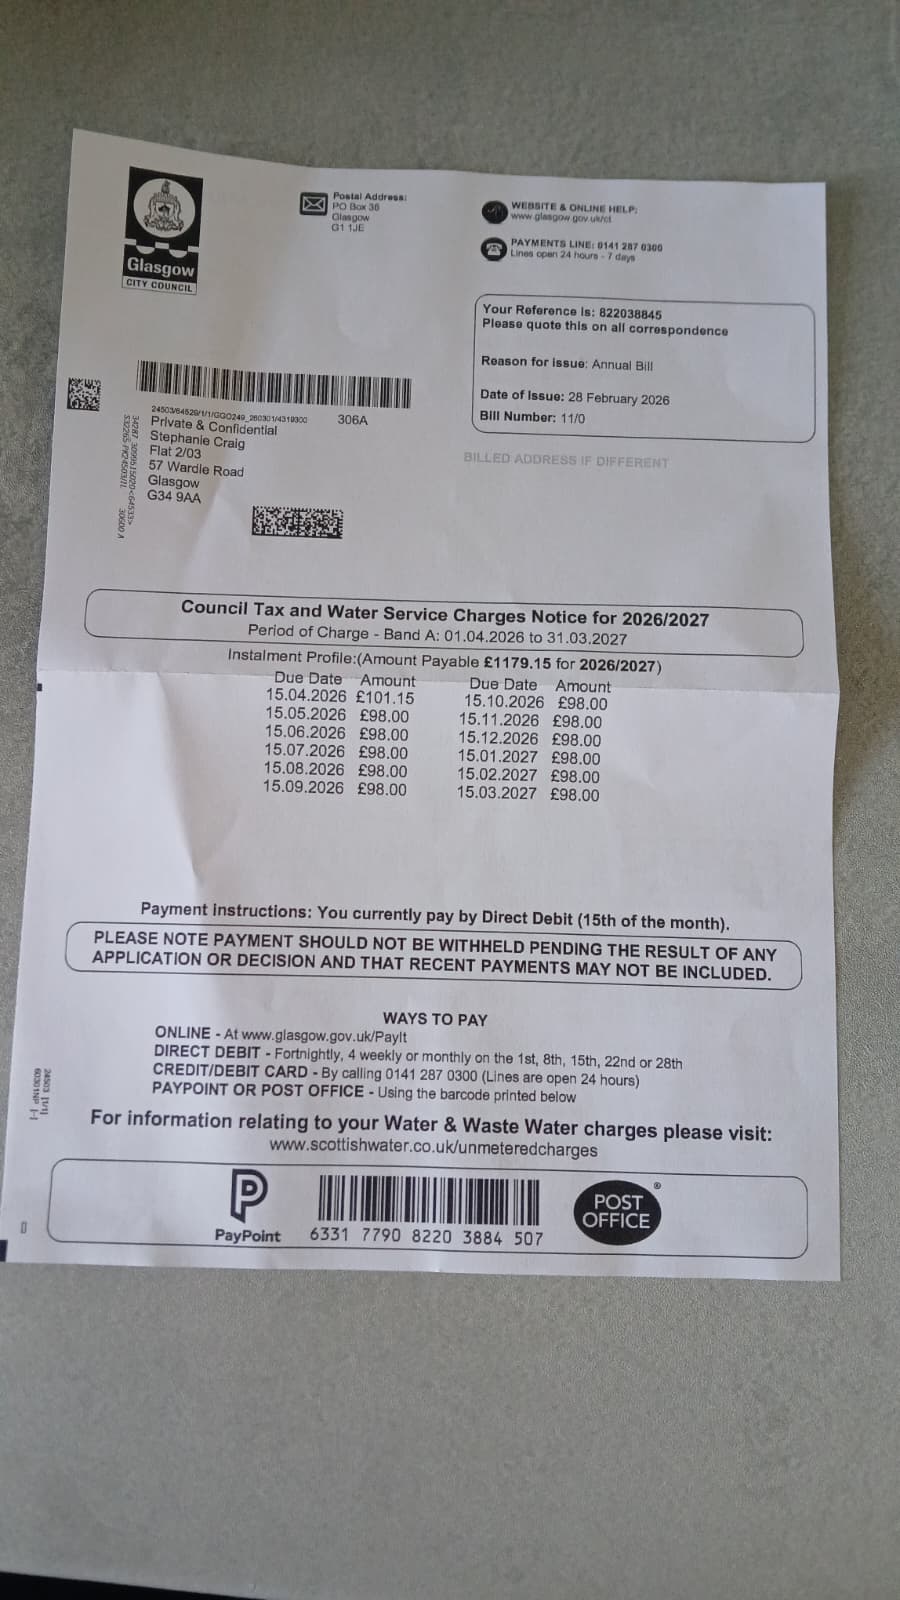 Glasgow
CITY COUNCIL
Postal Address:
PO Box 36
Glasgow
G1 1JE
WEBSITE & ONLINE HELP:
www.glasgow.gov.uk/ct
PAYMENTS LINE: 0141 287 0300
Lines open 24 hours - 7 days
Your Reference is: 822038845
Please quote this on all correspondence
Reason for issue: Annual Bill
Date of Issue: 28 February 2026
Bill Number: 11/0
BILLED ADDRESS IF DIFFERENT
306A
Private & Confidential
Stephanie Craig
Flat 2/03
57 Wardie Road
Glasgow
G34 9AA
30600 A
Council Tax and Water Service Charges Notice for 2026/2027
Period of Charge - Band A: 01.04.2026 to 31.03.2027
Instalment Profile:(Amount Payable £1179.15 for 2026/2027)
Due Date Amount Due Date Amount
15.04.2026 £101.15 15.10.2026 £98.00
15.05.2026 £98.00 15.11.2026 £98.00
15.06.2026 £98.00 15.12.2026 £98.00
15.07.2026 £98.00 15.01.2027 £98.00
15.08.2026 £98.00 15.02.2027 £98.00
15.09.2026 £98.00 15.03.2027 £98.00
Payment instructions: You currently pay by Direct Debit (15th of the month).
PLEASE NOTE PAYMENT SHOULD NOT BE WITHHELD PENDING THE RESULT OF ANY
APPLICATION OR DECISION AND THAT RECENT PAYMENTS MAY NOT BE INCLUDED.
WAYS TO PAY
ONLINE - At www.glasgow.gov.uk/PayIt
DIRECT DEBIT - Fortnightly, 4 weekly or monthly on the 1st, 8th, 15th, 22nd or 28th
CREDIT/DEBIT CARD - By calling 0141 287 0300 (Lines are open 24 hours)
PAYPOINT OR POST OFFICE - Using the barcode printed below
For information relating to your Water & Waste Water charges please visit:
www.scottishwater.co.uk/unmeteredcharges
PayPoint
6331 7790 8220 3884 507
POST
OFFICE
®